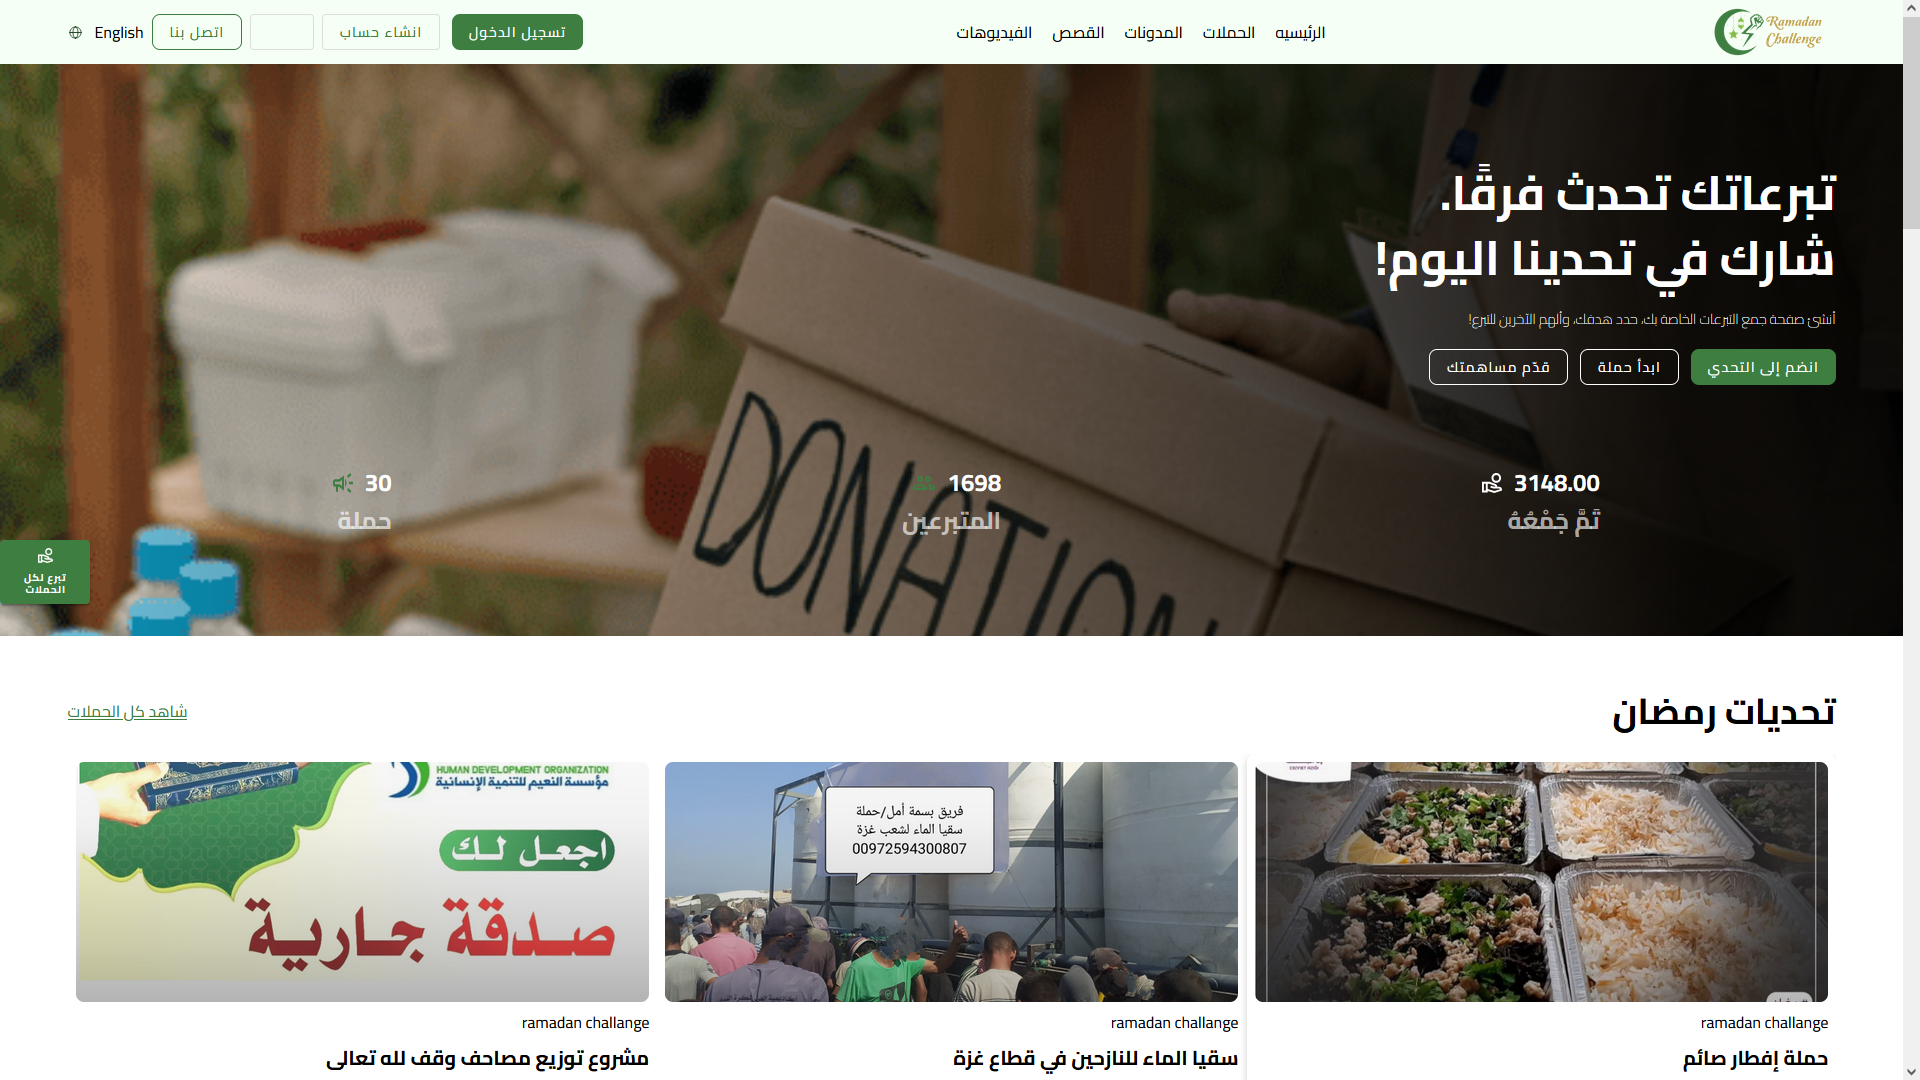 Ramadan
Challenge
الرئيسيه
الحملات
المدونات
القصص
الفيديوهات
تسجيل الدخول
انشاء حساب
اتصل بنا
English
تبرعاتك تحدث فرقًا.
شارك في تحدينا اليوم!
أنشئ صفحة جمع التبرعات الخاصة بك، حدد هدفك، وألهم الآخرين للتبرع!
انضم إلى التحدي
ابدأ حملة
قدّم مساهمتك
3148.00
تَمَّ جَمْعُهُ
1698
المتبرعين
30
حملة
DONATION
تبرع لكل
الحملات
تحديات رمضان
شاهد كل الحملات
ramadan challange
حملة إفطار صائم
فريق بسمة أمل/حملة
سقيا الماء لشعب غزة
00972594300807
ramadan challange
سقيا الماء للنازحين في قطاع غزة
HUMAN DEVELOPMENT ORGANIZATION
مؤسسة النعيم للتنمية الإنسانية
اجعل لك
صدقة جارية
ramadan challange
مشروع توزيع مصاحف وقف لله تعالى